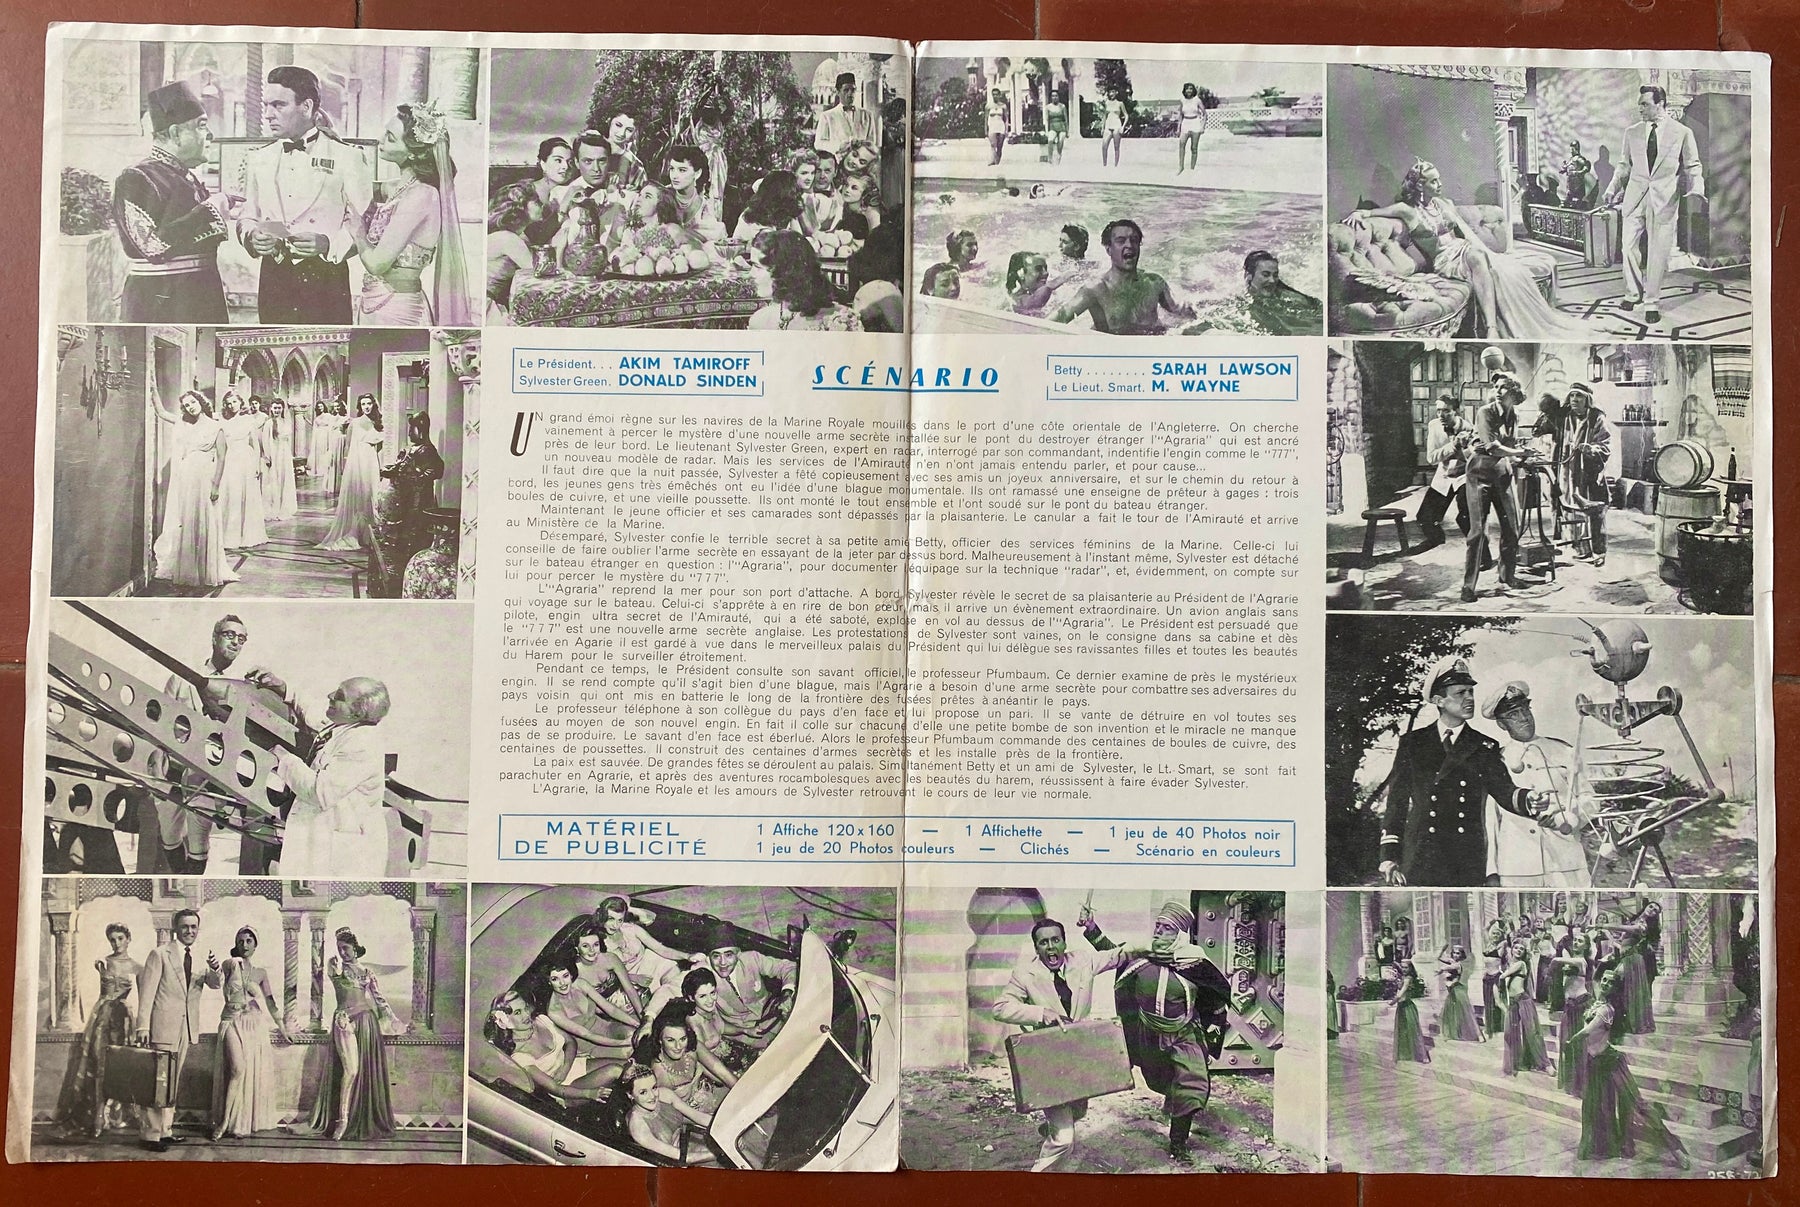 Le Président. . . AKIM TAMIROFF
Sylvester Green. DONALD SINDEN
SCÉNARIO
Betty . . . . . . . . SARAH LAWSON
Le Lieut. Smart. M. WAYNE
UN grand émoi règne sur les navires de la Marine Royale mouillés dans le port d'une côte orientale de l'Angleterre. On cherche
vainement à percer le mystère d'une nouvelle arme secrète installée sur le pont du destroyer étranger l'"Agraria" qui est ancré
près de leur bord. Le lieutenant Sylvester Green, expert en radar, interrogé par son commandant, indentifie l'engin comme le "777",
un nouveau modèle de radar. Mais les services de l'Amirauté n'en n'ont jamais entendu parler, et pour cause...
Il faut dire que la nuit passée, Sylvester a fêté copieusement avec ses amis un joyeux anniversaire, et sur le chemin du retour à
bord, les jeunes gens très éméchés ont eu l'idée d'une blague monumentale. Ils ont ramassé une enseigne de prêteur à gages : trois
boules de cuivre, et une vieille poussette. Ils ont monté le tout ensemble et l'ont soudé sur le pont du bateau étranger.
Maintenant le jeune officier et ses camarades sont dépassés par la plaisanterie. Le canular a fait le tour de l'Amirauté et arrive
au Ministère de la Marine.
Désemparé, Sylvester confie le terrible secret à sa petite amie Betty, officier des services féminins de la Marine. Celle-ci lui
conseille de faire oublier l'arme secrète en essayant de la jeter par dessus bord. Malheureusement à l'instant même, Sylvester est détaché
sur le bateau étranger en question : l'"Agraria", pour documenter l'équipage sur la technique "radar", et, évidemment, on compte sur
lui pour percer le mystère du "777".
L'"Agraria" reprend la mer pour son port d'attache. A bord, Sylvester révèle le secret de sa plaisanterie au Président de l'Agrarie
qui voyage sur le bateau. Celui-ci s'apprête à en rire de bon cœur, mais il arrive un évènement extraordinaire. Un avion anglais sans
pilote, engin ultra secret de l'Amirauté, qui a été saboté, explose en vol au dessus de l'"Agraria". Le Président est persuadé que
le "777" est une nouvelle arme secrète anglaise. Les protestations de Sylvester sont vaines, on le consigne dans sa cabine et dès
l'arrivée en Agarie il est gardé à vue dans le merveilleux palais du Président qui lui délègue ses ravissantes filles et toutes les beautés
du Harem pour le surveiller étroitement.
Pendant ce temps, le Président consulte son savant officiel, le professeur Pfumbaum. Ce dernier examine de près le mystérieux
engin. Il se rend compte qu'il s'agit bien d'une blague, mais l'Agrarie a besoin d'une arme secrète pour combattre ses adversaires du
pays voisin qui ont mis en batterie le long de la frontière des fusées prêtes à anéantir le pays.
Le professeur téléphone à son collègue du pays d'en face et lui propose un pari. Il se vante de détruire en vol toutes ses
fusées au moyen de son nouvel engin. En fait il colle sur chacune d'elle une petite bombe de son invention et le miracle ne manque
pas de se produire. Le savant d'en face est éberlué. Alors le professeur Pfumbaum commande des centaines de boules de cuivre, des
centaines de poussettes. Il construit des centaines d'armes secrètes et les installe près de la frontière.
La paix est sauvée. De grandes fêtes se déroulent au palais. Simultanément Betty et un ami de Sylvester, le Lt. Smart, se sont fait
parachuter en Agrarie, et après des aventures rocambolesques avec les beautés du harem, réussissent à faire évader Sylvester.
L'Agrarie, la Marine Royale et les amours de Sylvester retrouvent le cours de leur vie normale.
MATÉRIEL
DE PUBLICITÉ
1 Affiche 120 x 160 — 1 Affichette — 1 jeu de 40 Photos noir
1 jeu de 20 Photos couleurs — Clichés — Scénario en couleurs